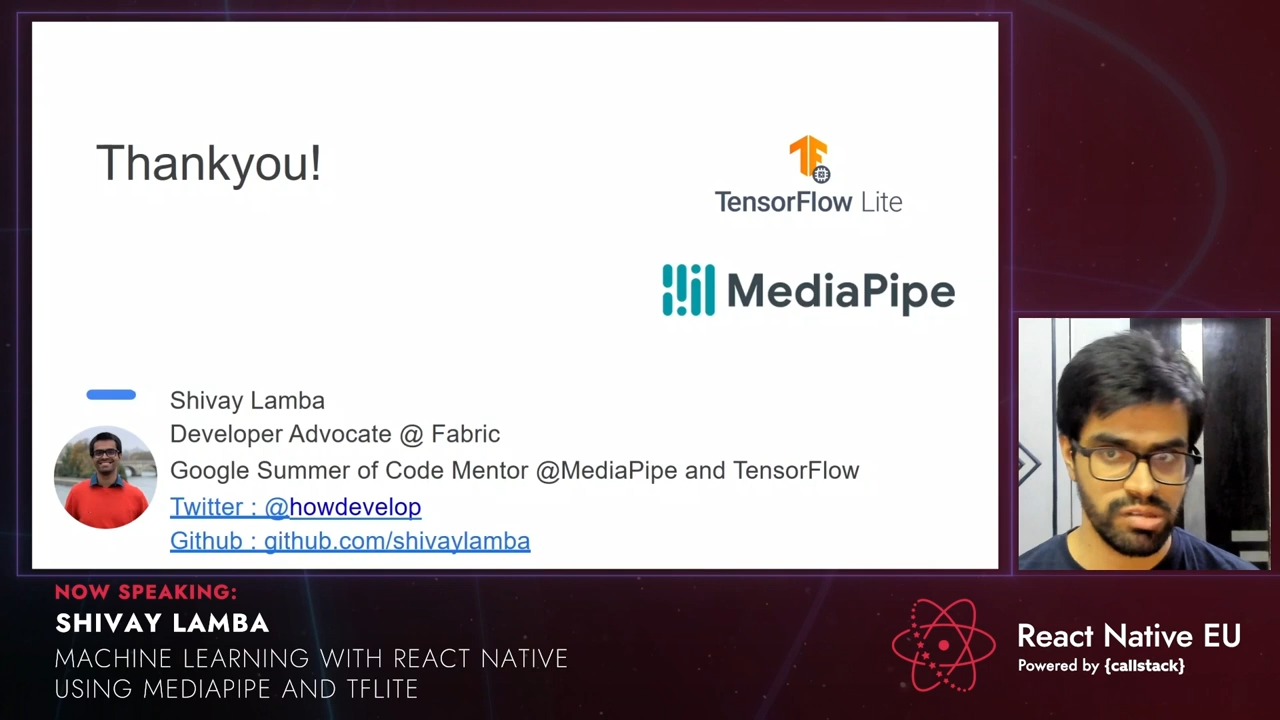 Thankyou!
TensorFlow Lite
MediaPipe
Shivay Lamba
Developer Advocate @ Fabric
Google Summer of Code Mentor @MediaPipe and TensorFlow
Twitter : @howdevelop
Github : github.com/shivaylamba
NOW SPEAKING:
SHIVAY LAMBA
MACHINE LEARNING WITH REACT NATIVE
USING MEDIAPIPE AND TFLITE
React Native EU
Powered by {callstack}